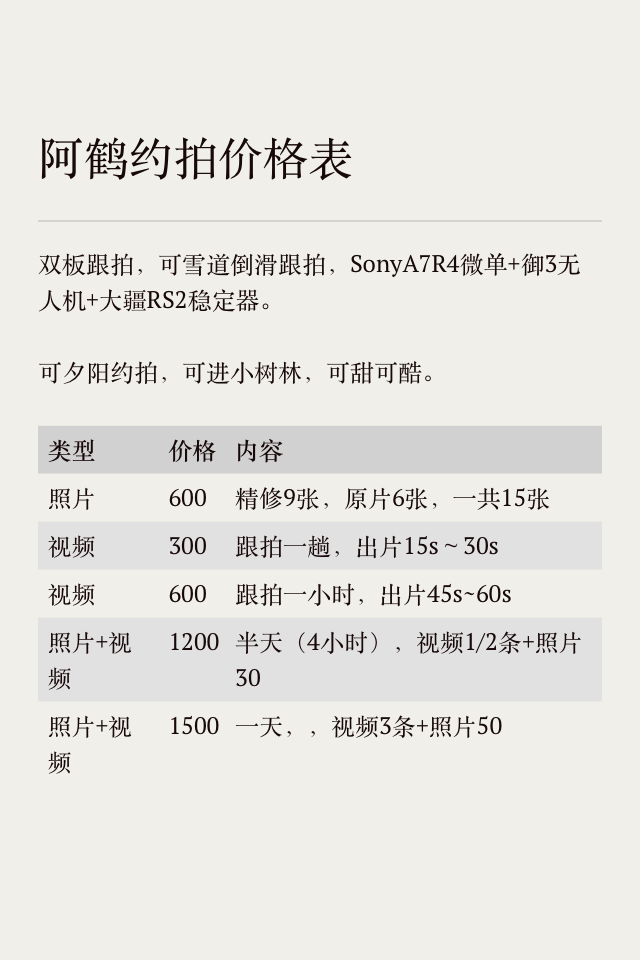 阿鹤约拍价格表
双板跟拍，可雪道倒滑跟拍，SonyA7R4微单+御3无
人机+大疆RS2稳定器。
可夕阳约拍，可进小树林，可甜可酷。
类型 价格 内容
照片 600 精修9张，原片6张，一共15张
视频 300 跟拍一趟，出片15s ~ 30s
视频 600 跟拍一小时，出片45s~60s
照片+视 1200 半天（4小时），视频1/2条+照片
频 30
照片+视 1500 一天，，视频3条+照片50
频